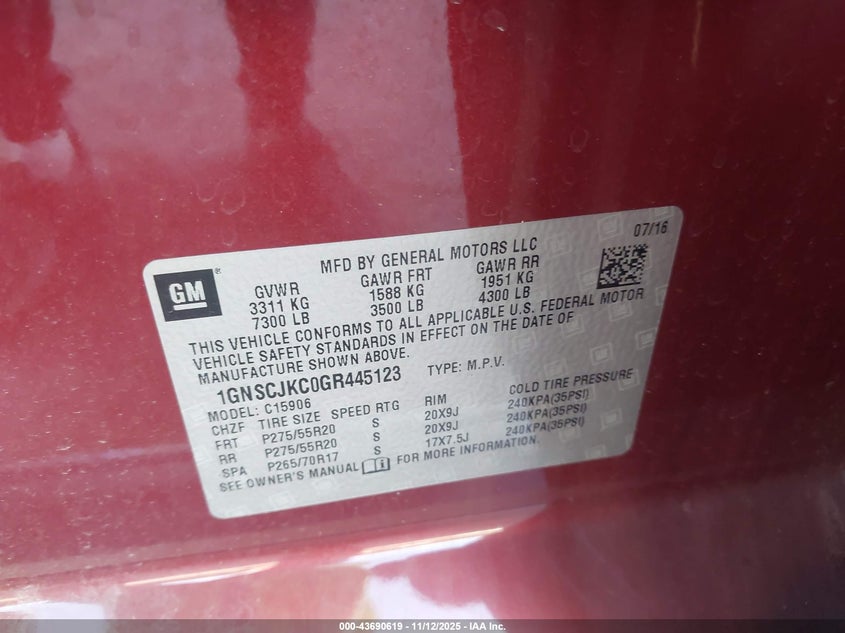 07/16
MFD BY GENERAL MOTORS LLC
GM®
GVWR GAWR FRT GAWR RR
3311 KG 1588 KG 1951 KG
7300 LB 3500 LB 4300 LB
THIS VEHICLE CONFORMS TO ALL APPLICABLE U.S. FEDERAL MOTOR
VEHICLE SAFETY STANDARDS IN EFFECT ON THE DATE OF
MANUFACTURE SHOWN ABOVE.
1GNSCJKC0GR445123 TYPE: M.P.V.
MODEL: C15906
CHZF TIRE SIZE SPEED RTG RIM COLD TIRE PRESSURE
FRT P275/55R20 S 20X9J 240KPA(35PSI)
RR P275/55R20 S 20X9J 240KPA(35PSI)
SPA P265/70R17 S 17X7.5J 240KPA(35PSI)
SEE OWNER'S MANUAL FOR MORE INFORMATION.
000-43690619 - 11/12/2025 - IAA Inc.